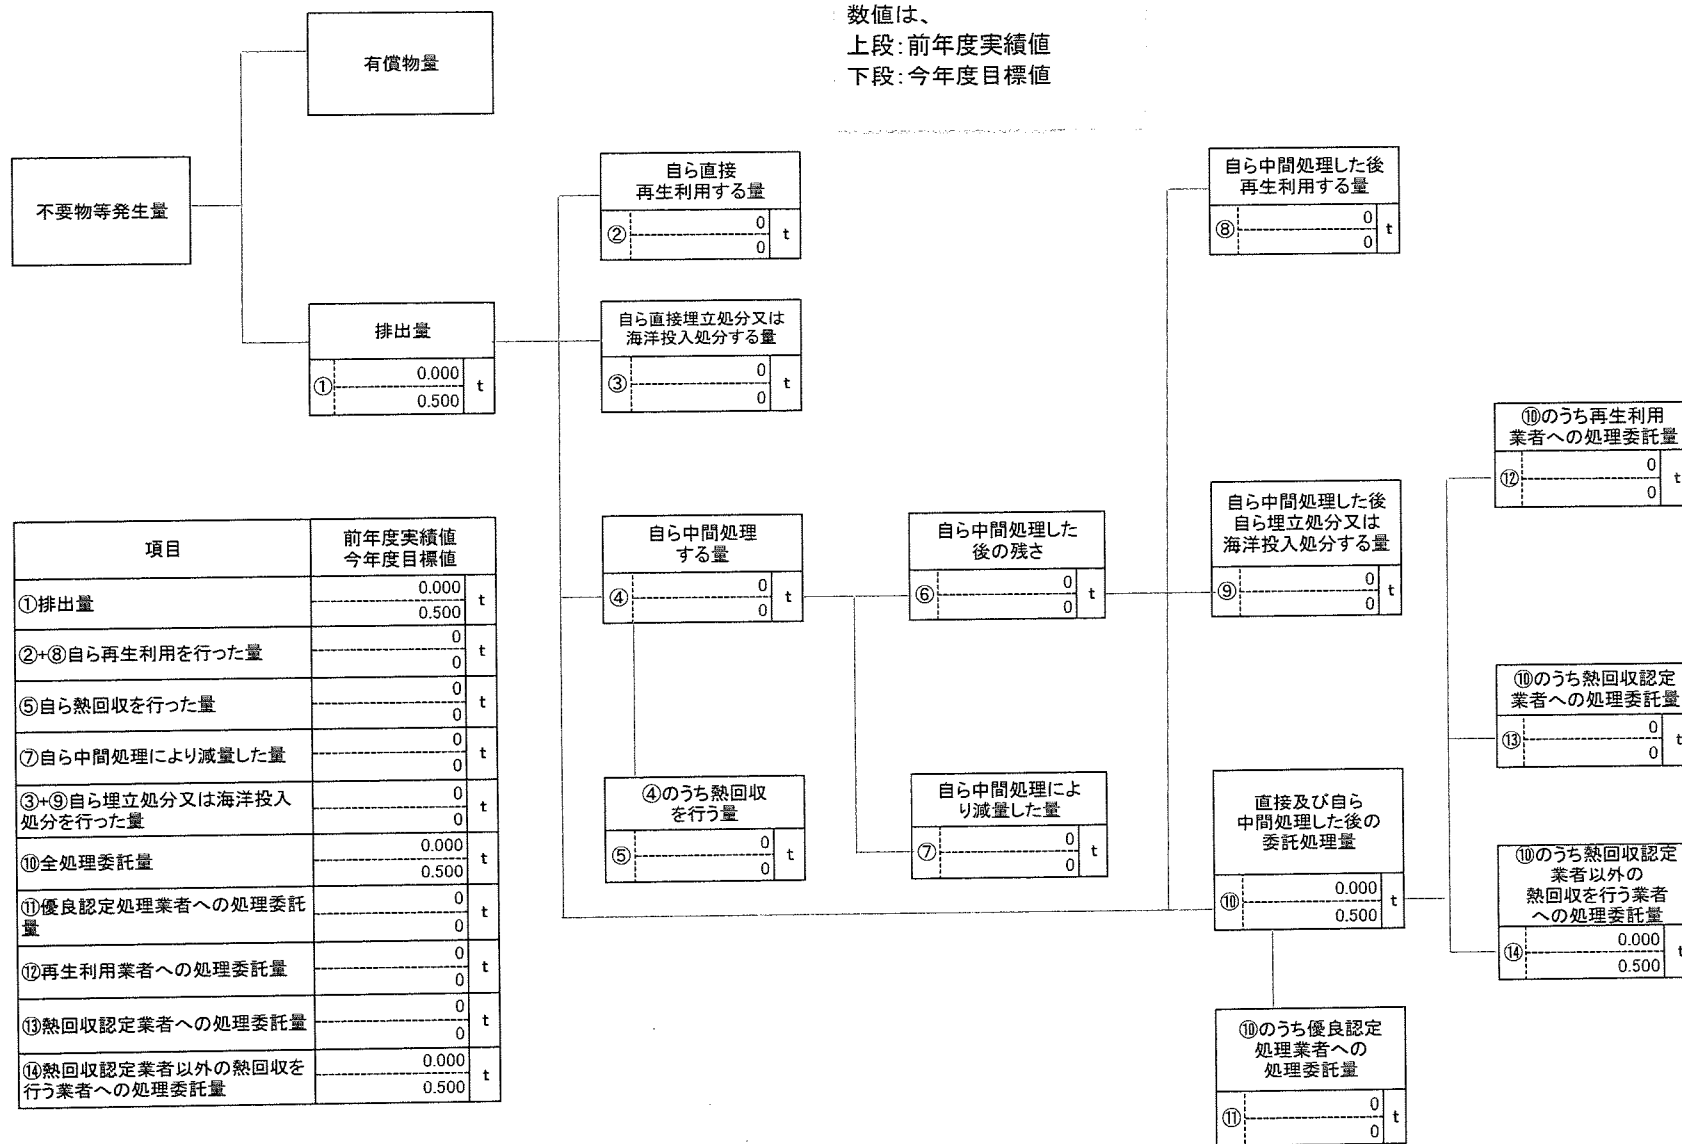 数値は、
上段：前年度実績値
下段：今年度目標値
有償物量
不要物等発生量
排出量
①
0.000
0.500
t
自ら直接
再生利用する量
②
0
0
t
自ら直接埋立処分又は
海洋投入処分する量
③
0
0
t
自ら中間処理
する量
④
0
0
t
④のうち熱回収
を行う量
⑤
0
0
t
自ら中間処理した
後の残さ
⑥
0
0
t
自ら中間処理によ
り減量した量
⑦
0
0
t
自ら中間処理した後
再生利用する量
⑧
0
0
t
自ら中間処理した後
自ら埋立処分又は
海洋投入処分する量
⑨
0
0
t
直接及び自ら
中間処理した後の
委託処理量
⑩
0.000
0.500
t
⑩のうち優良認定
処理業者への
処理委託量
⑪
0
0
t
⑩のうち再生利用
業者への処理委託量
⑫
0
0
t
⑩のうち熱回収認定
業者への処理委託量
⑬
0
0
t
⑩のうち熱回収認定
業者以外の
熱回収を行う業者
への処理委託量
⑭
0.000
0.500
t
項目
前年度実績値
今年度目標値
①排出量
0.000
0.500
t
②+⑧自ら再生利用を行った量
0
0
t
⑤自ら熱回収を行った量
0
0
t
⑦自ら中間処理により減量した量
0
0
t
③+⑨自ら埋立処分又は海洋投入
処分を行った量
0
0
t
⑩全処理委託量
0.000
0.500
t
⑪優良認定処理業者への処理委託
量
0
0
t
⑫再生利用業者への処理委託量
0
0
t
⑬熱回収認定業者への処理委託量
0
0
t
⑭熱回収認定業者以外の熱回収を
行う業者への処理委託量
0.000
0.500
t